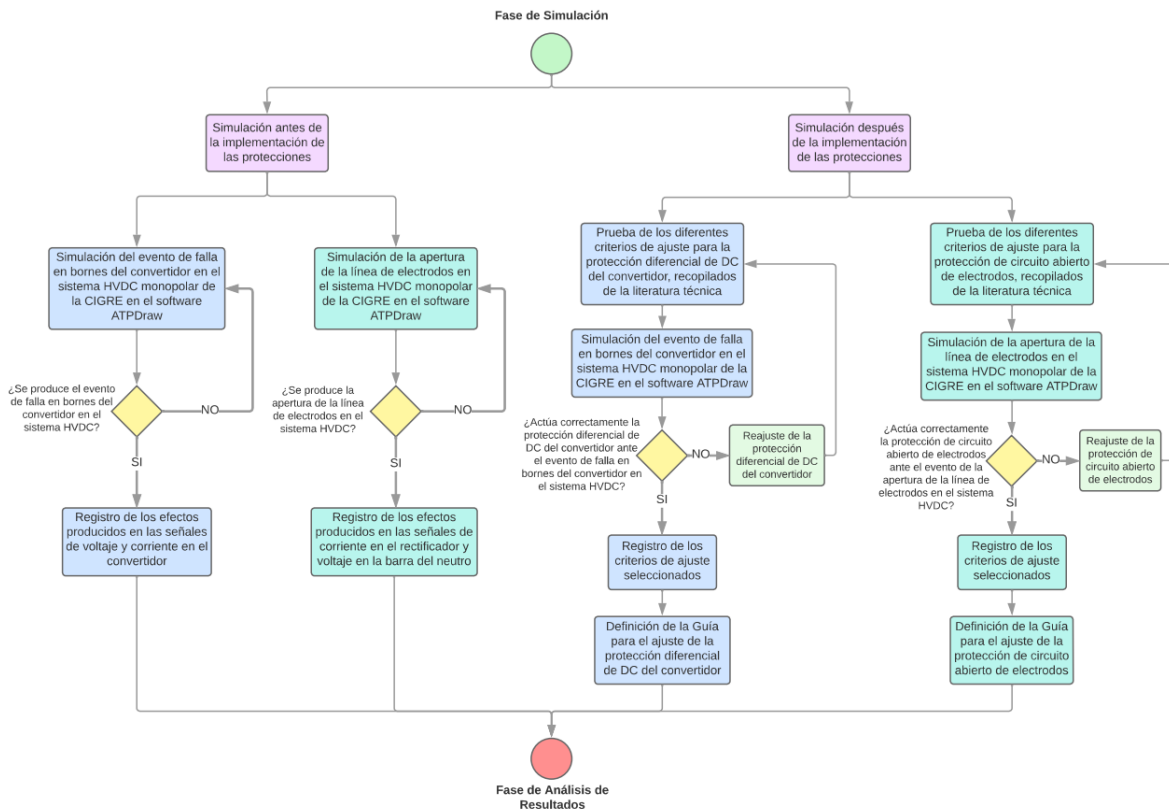 Fase de Simulación
Simulación antes de
la implementación de
las protecciones
Simulación después
de la implementación
de las protecciones
Simulación del evento de falla
en bornes del convertidor en el
sistema HVDC monopolar de
la CIGRE en el software
ATPDraw
Simulación de la apertura
de la línea de electrodos en
el sistema HVDC monopolar
de la CIGRE en el software
ATPDraw
Prueba de los diferentes
criterios de ajuste para la
protección diferencial de DC
del convertidor, recopilados
de la literatura técnica
Prueba de los diferentes
criterios de ajuste para la
protección de circuito abierto
de electrodos, recopilados
de la literatura técnica
Simulación del evento de falla
en bornes del convertidor en el
sistema HVDC monopolar de la
CIGRE en el software ATPDraw
Simulación de la apertura de la
línea de electrodos en el
sistema HVDC monopolar de la
CIGRE en el software ATPDraw
¿Se produce el evento
de falla en bornes del
convertidor en el
sistema HVDC?
NO
SI
¿Se produce la
apertura de la línea
de electrodos en el
sistema HVDC?
NO
SI
¿Actúa correctamente la
protección diferencial de
DC del convertidor ante
el evento de falla en
bornes del convertidor en
el sistema HVDC?
NO
SI
Reajuste de la
protección
diferencial de DC
del convertidor
¿Actúa correctamente
la protección de circuito
abierto de electrodos
ante el evento de la
apertura de la línea de
electrodos en el sistema
HVDC?
NO
SI
Reajuste de la
protección de
circuito abierto
de electrodos
Registro de los efectos
producidos en las señales
de voltaje y corriente en el
convertidor
Registro de los efectos
producidos en las señales de
corriente en el rectificador y
voltaje en la barra del neutro
Registro de los
criterios de ajuste
seleccionados
Registro de los
criterios de ajuste
seleccionados
Definición de la Guía
para el ajuste de la
protección diferencial
de DC del convertidor
Definición de la Guía
para el ajuste de la
protección de circuito
abierto de electrodos
Fase de Análisis de
Resultados